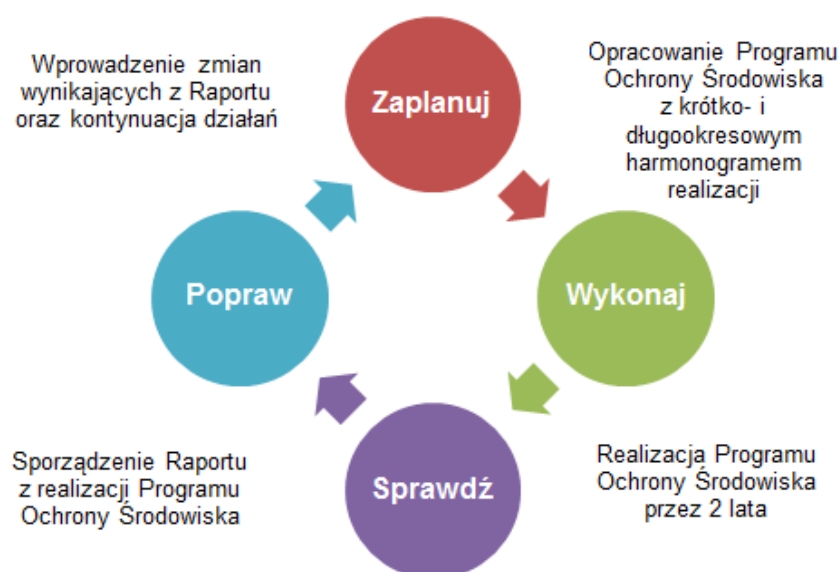 Wprowadzenie zmian
wynikających z Raportu
oraz kontynuacja działań
Zaplanuj
Opracowanie Programu
Ochrony Środowiska
z krótko- i
długookresowym
harmonogramem
realizacji
Popraw
Wykonaj
Sporządzenie Raportu
z realizacji Programu
Ochrony Środowiska
Sprawdź
Realizacja Programu
Ochrony Środowiska
przez 2 lata